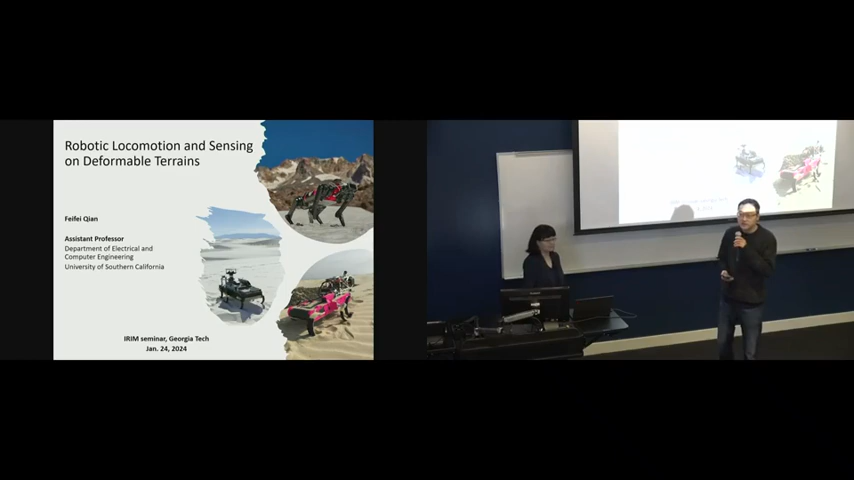 Robotic Locomotion and Sensing
on Deformable Terrains
Feifei Qian
Assistant Professor
Department of Electrical and
Computer Engineering
University of Southern California
IRIM seminar, Georgia Tech
Jan. 24, 2024